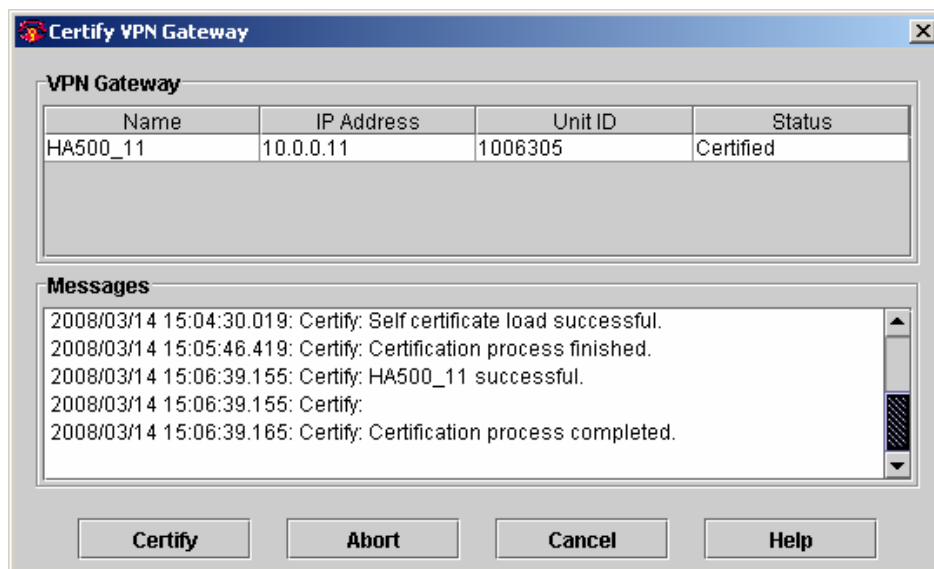 Certify VPN Gateway
VPN Gateway
Name IP Address Unit ID Status
HA500_11 10.0.0.11 1006305 Certified
Messages
2008/03/14 15:04:30.019: Certify: Self certificate load successful.
2008/03/14 15:05:46.419: Certify: Certification process finished.
2008/03/14 15:06:39.155: Certify: HA500_11 successful.
2008/03/14 15:06:39.155: Certify:
2008/03/14 15:06:39.165: Certify: Certification process completed.
Certify Abort Cancel Help